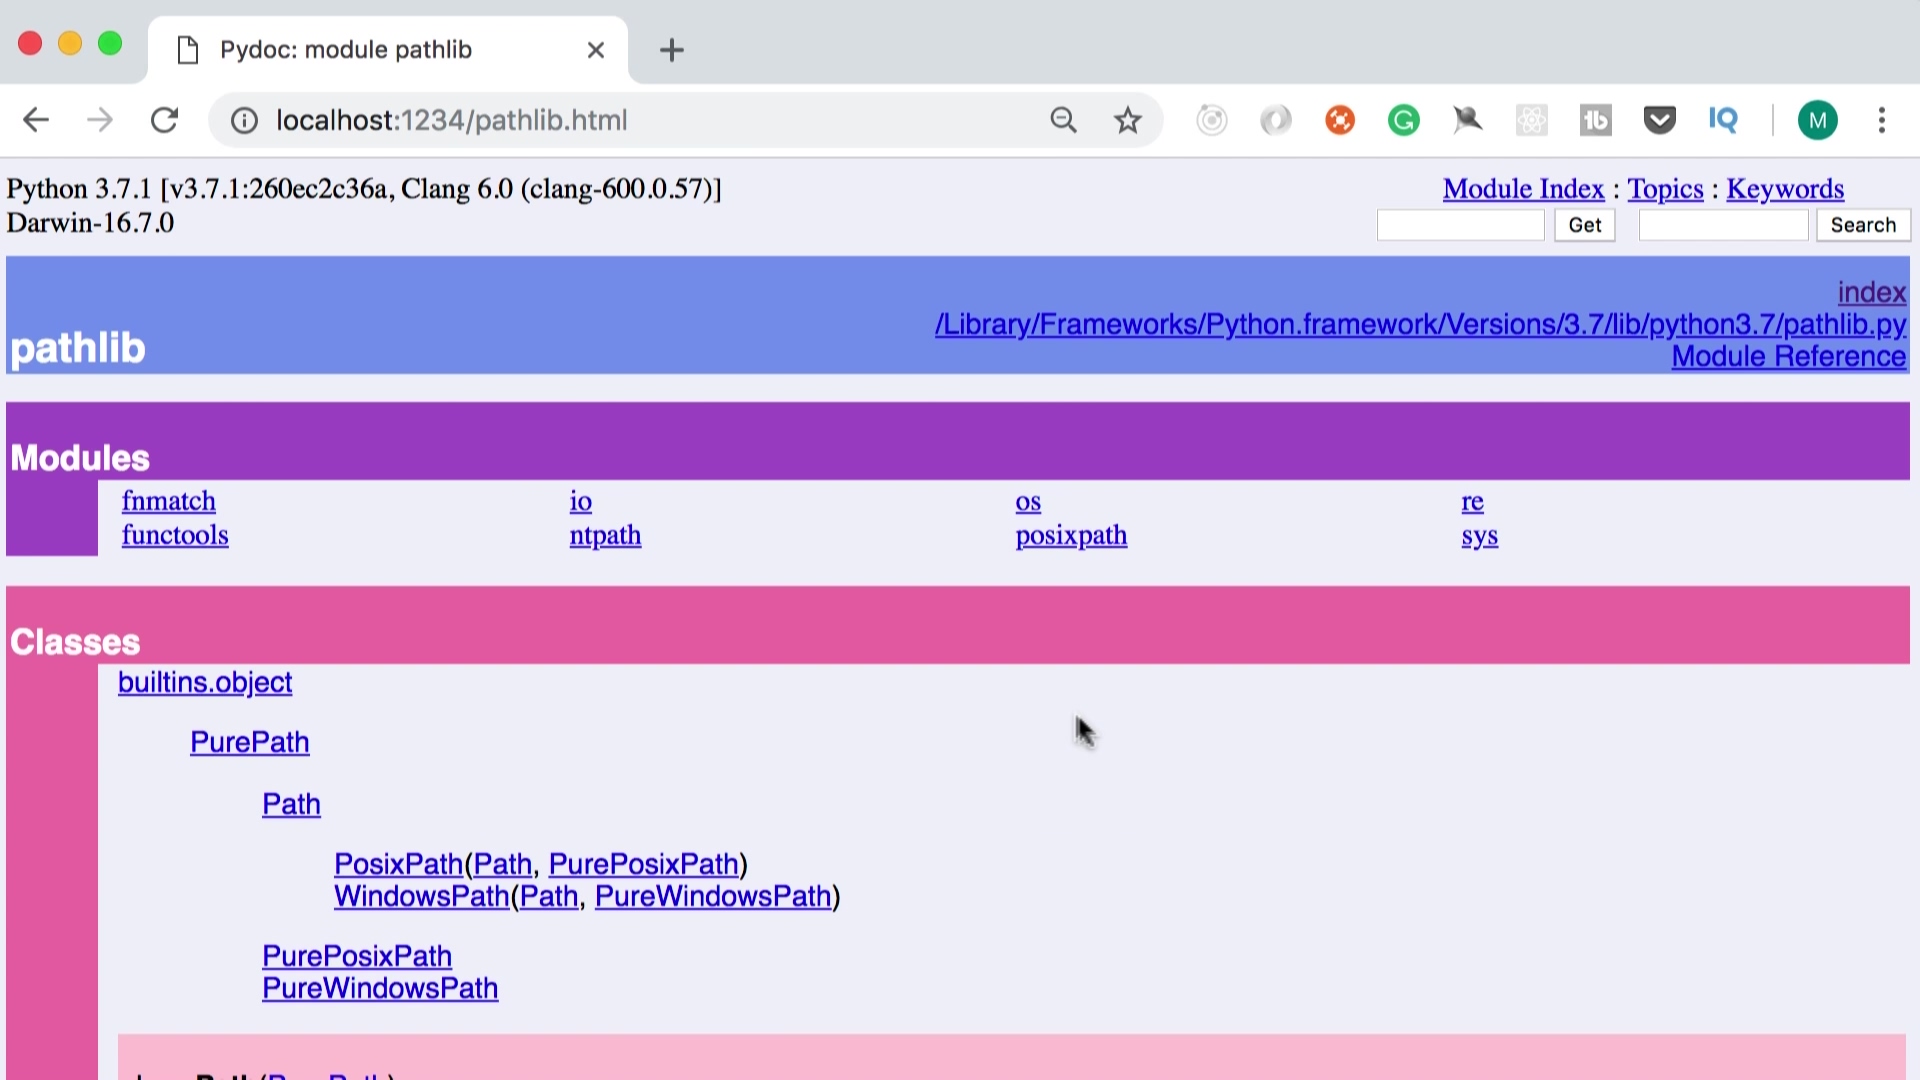 Pydoc: module pathlib
localhost:1234/pathlib.html
IQ
M
Python 3.7.1 [v3.7.1:260ec2c36a, Clang 6.0 (clang-600.0.57)]
Darwin-16.7.0
Module Index : Topics : Keywords
Get Search
index
/Library/Frameworks/Python.framework/Versions/3.7/lib/python3.7/pathlib.py
pathlib
Module Reference
Modules
fnmatch io os re
functools ntpath posixpath sys
Classes
builtins.object
PurePath
Path
PosixPath(Path, PurePosixPath)
WindowsPath(Path, PureWindowsPath)
PurePosixPath
PureWindowsPath